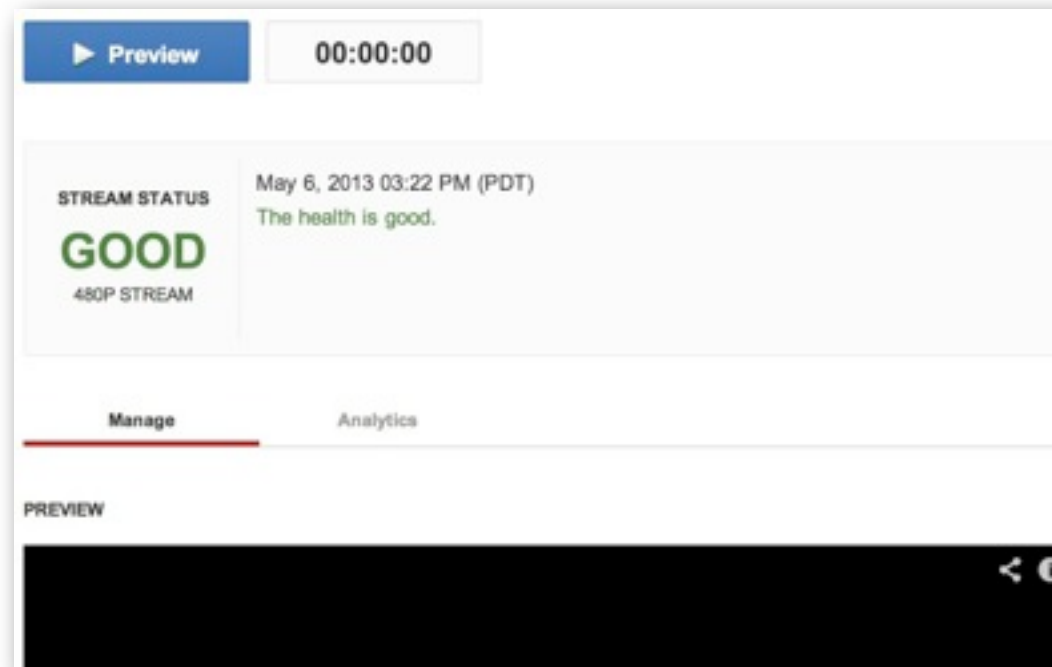 Preview
00:00:00
STREAM STATUS
GOOD
480P STREAM
May 6, 2013 03:22 PM (PDT)
The health is good.
Manage
Analytics
PREVIEW